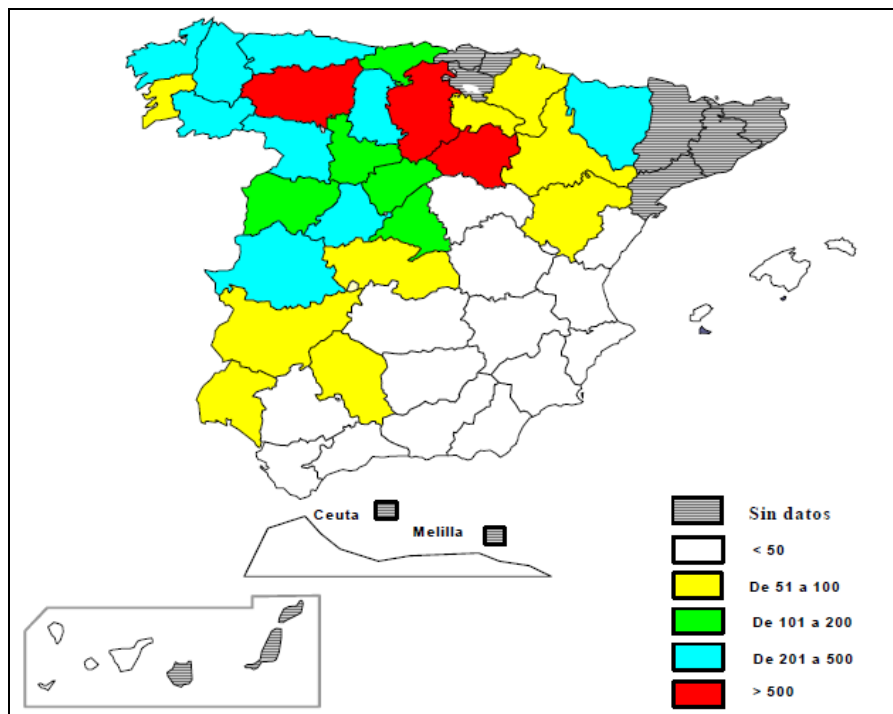 Ceuta
Melilla
Sin datos
< 50
De 51 a 100
De 101 a 200
De 201 a 500
> 500